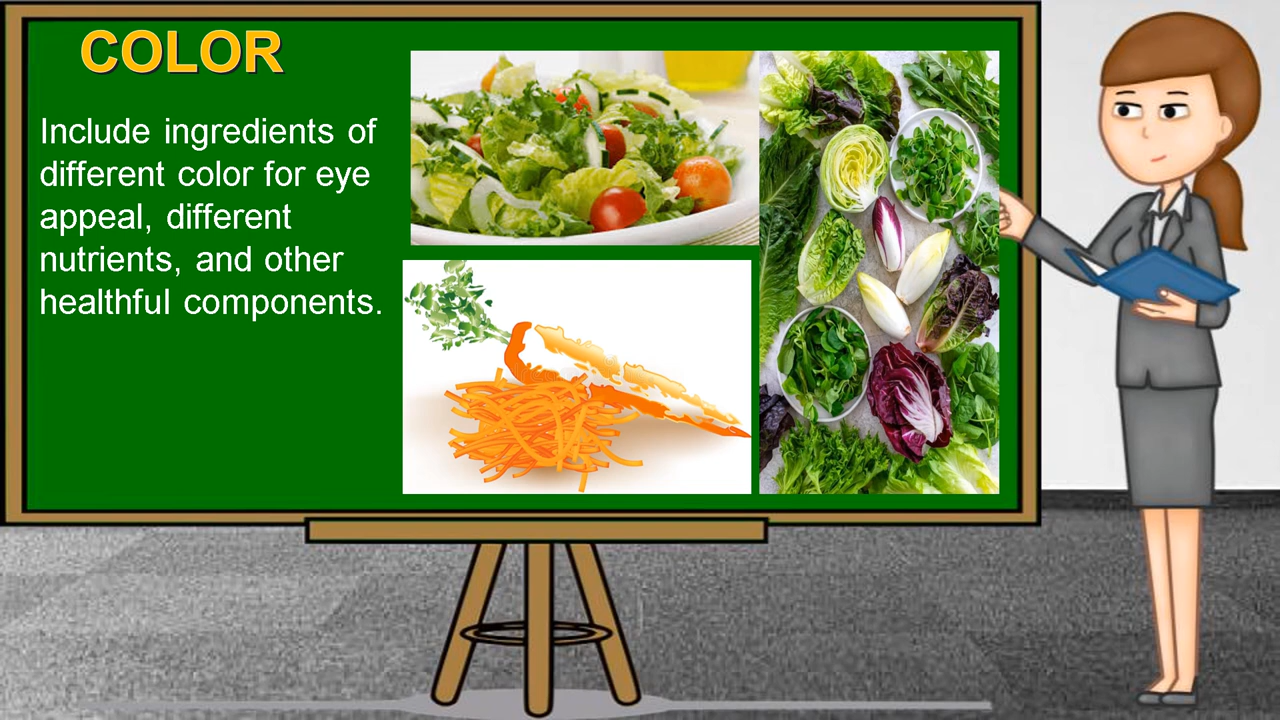 COLOR
Include ingredients of
different color for eye
appeal, different
nutrients, and other
healthful components.